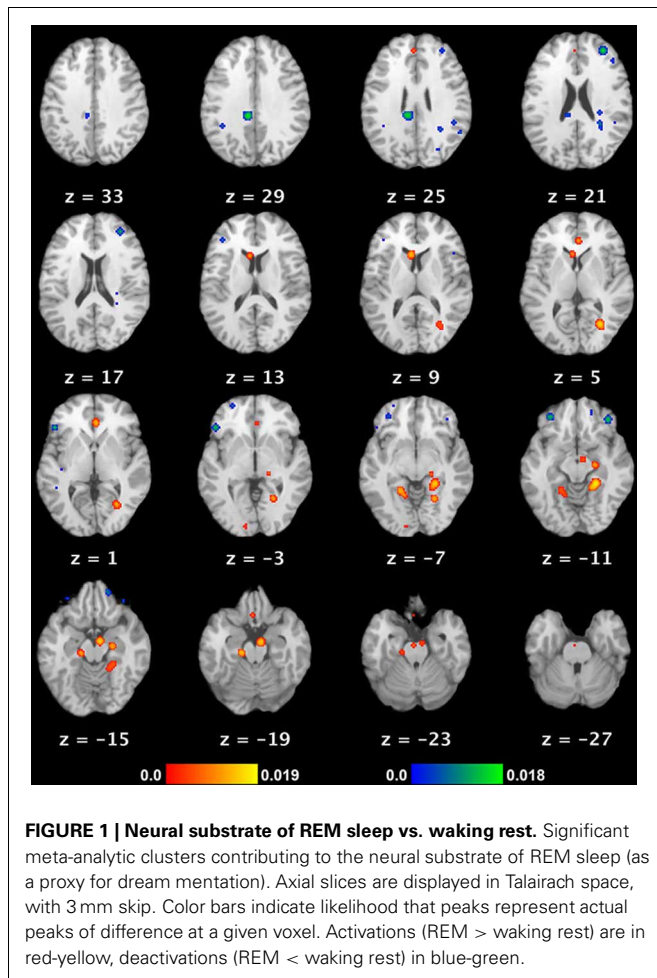 z = 33 z = 29 z = 25 z = 21
z = 17 z = 13 z = 9 z = 5
z = 1 z = -3 z = -7 z = -11
z = -15 z = -19 z = -23 z = -27
0.0 0.019 0.0 0.018
FIGURE 1 | Neural substrate of REM sleep vs. waking rest. Significant
meta-analytic clusters contributing to the neural substrate of REM sleep (as
a proxy for dream mentation). Axial slices are displayed in Talairach space,
with 3 mm skip. Color bars indicate likelihood that peaks represent actual
peaks of difference at a given voxel. Activations (REM > waking rest) are in
red-yellow, deactivations (REM < waking rest) in blue-green.